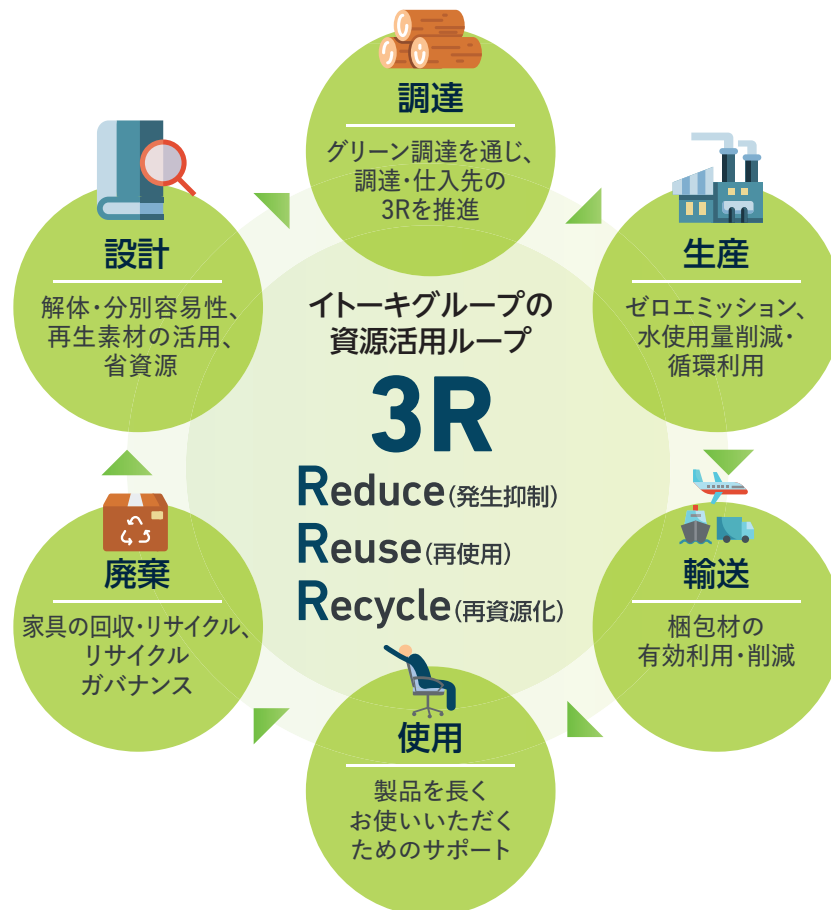 調達
グリーン調達を通じ、
調達・仕入先の
3Rを推進
設計
解体・分別容易性、
再生素材の活用、
省資源
生産
ゼロエミッション、
水使用量削減・
循環利用
イトーキグループの
資源活用ループ
3R
Reduce(発生抑制)
Reuse(再使用)
Recycle(再資源化)
廃棄
家具の回収・リサイクル、
リサイクル
ガバナンス
輸送
梱包材の
有効利用・削減
使用
製品を長く
お使いいただく
ためのサポート